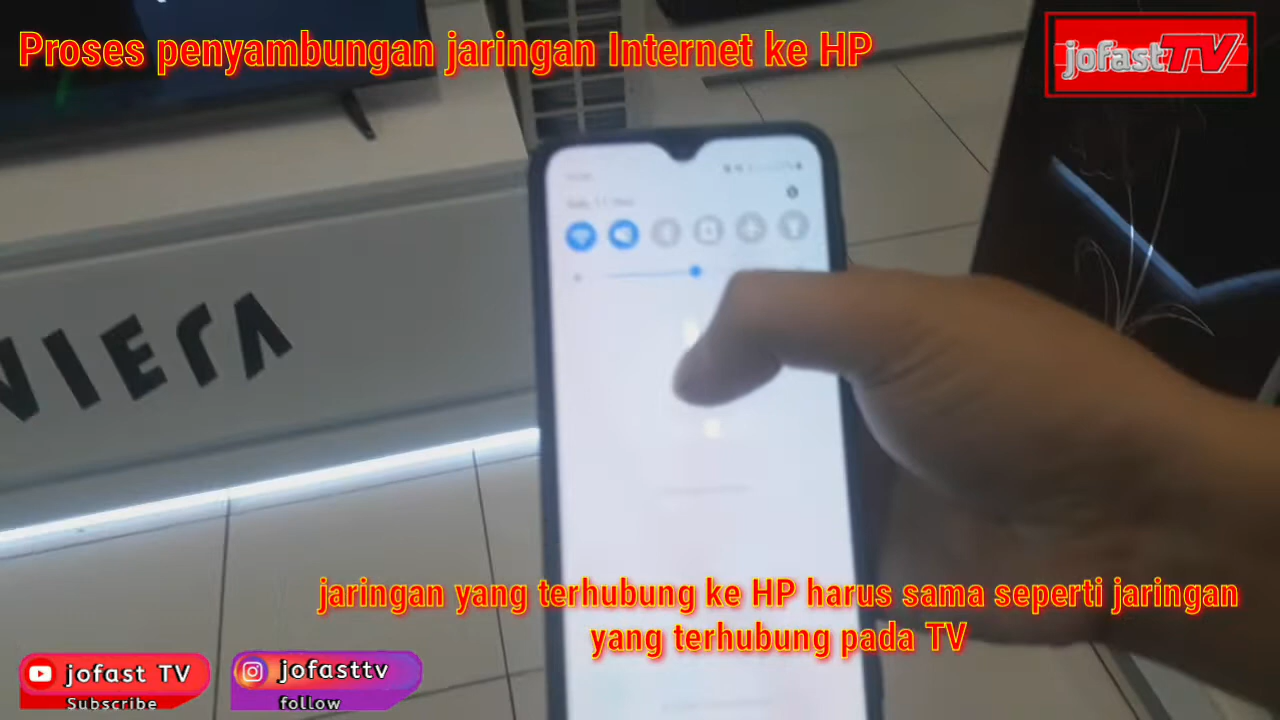 Proses penyambungan jaringan Internet ke HP
jofastTV
VIERA
jaringan yang terhubung ke HP harus sama seperti jaringan
yang terhubung pada TV
jofast TV
Subscribe
jofasttv
follow